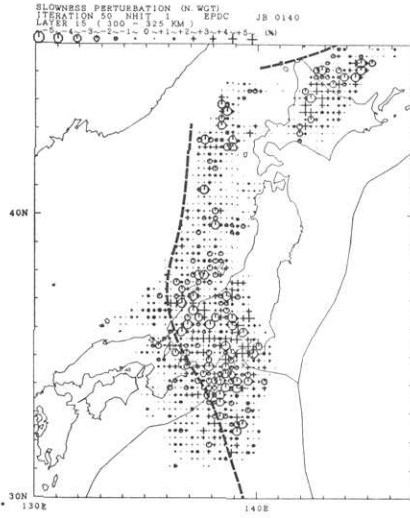 SLOWNESS PERTURBATION (N.WGT)
ITERATION 50 NHIT 1 EPDC JB 0140
LAYER 15 ( 300 - 325 KM )
-5 -4 -3 -2 -1 0 +1 +2 +3 +4 +5 (%)
40N
30N
130E 140E